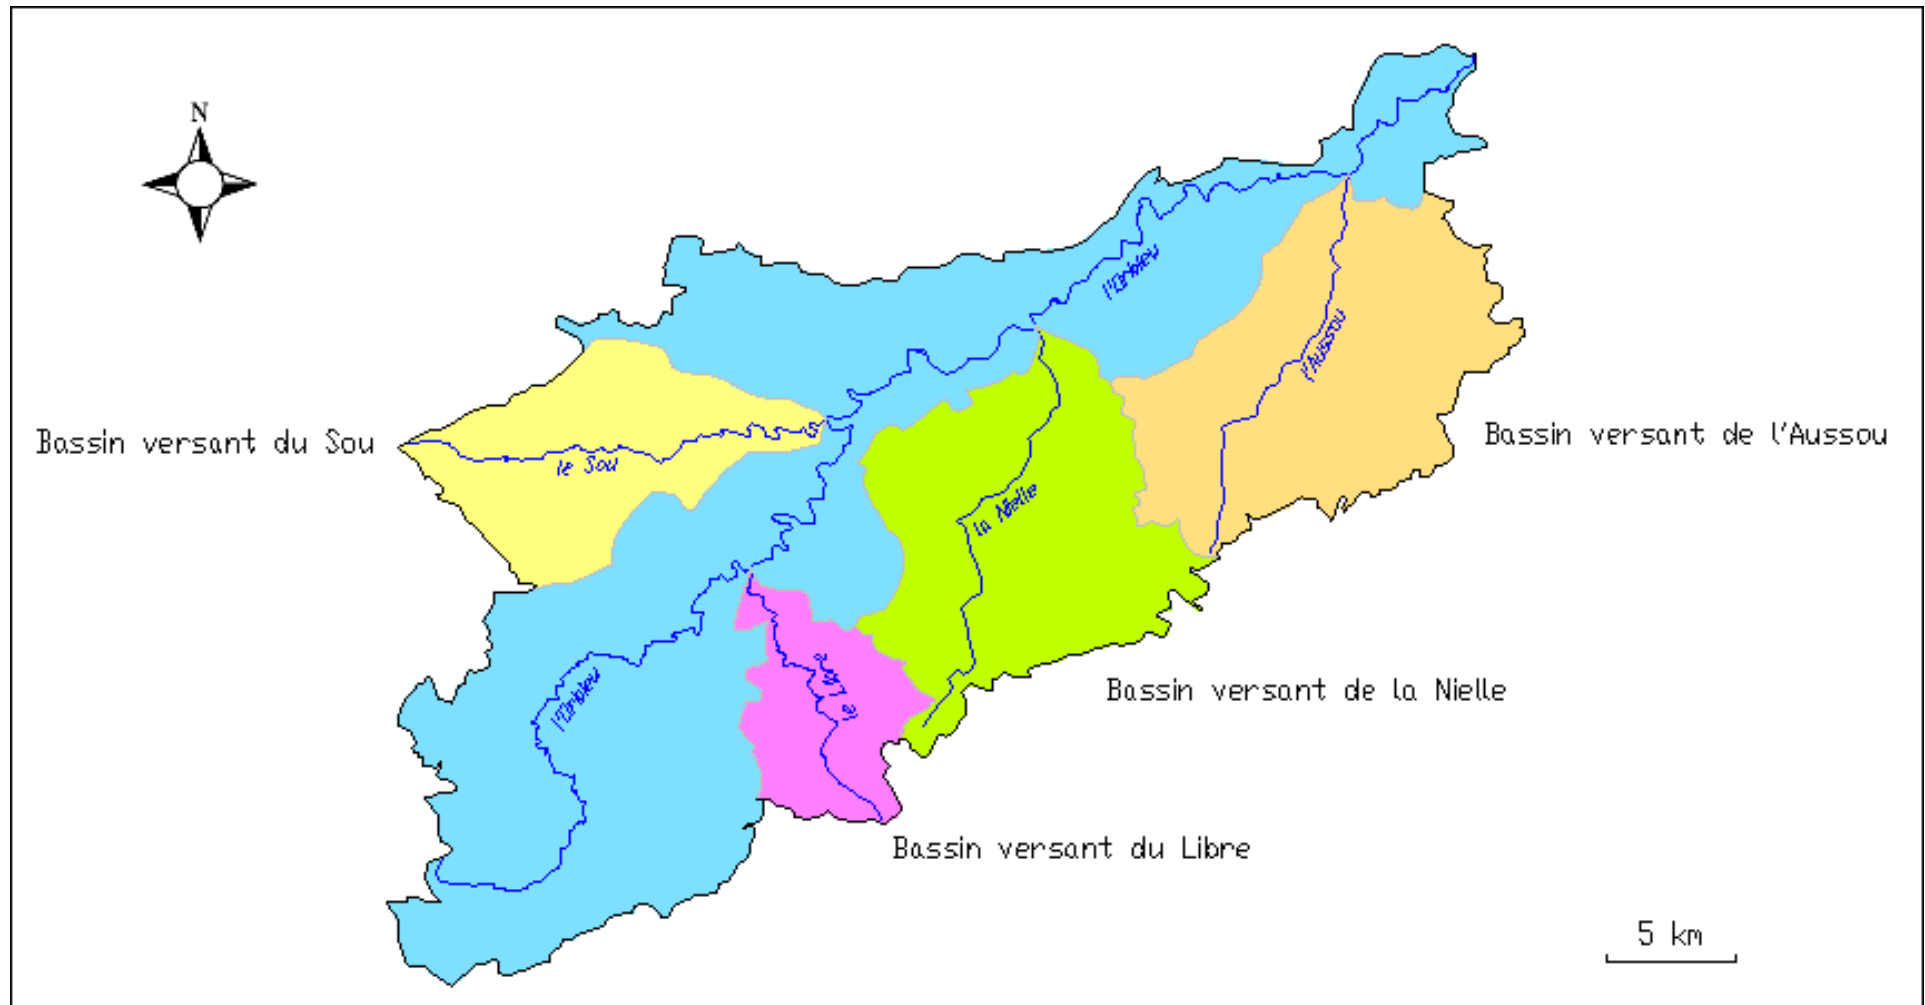 N
l'Orbieu
l'Aussou
Bassin versant du Sou
le Sou
Bassin versant de l'Aussou
la Nielle
l'Orbieu
le Libre
Bassin versant de la Nielle
Bassin versant du Libre
5 km